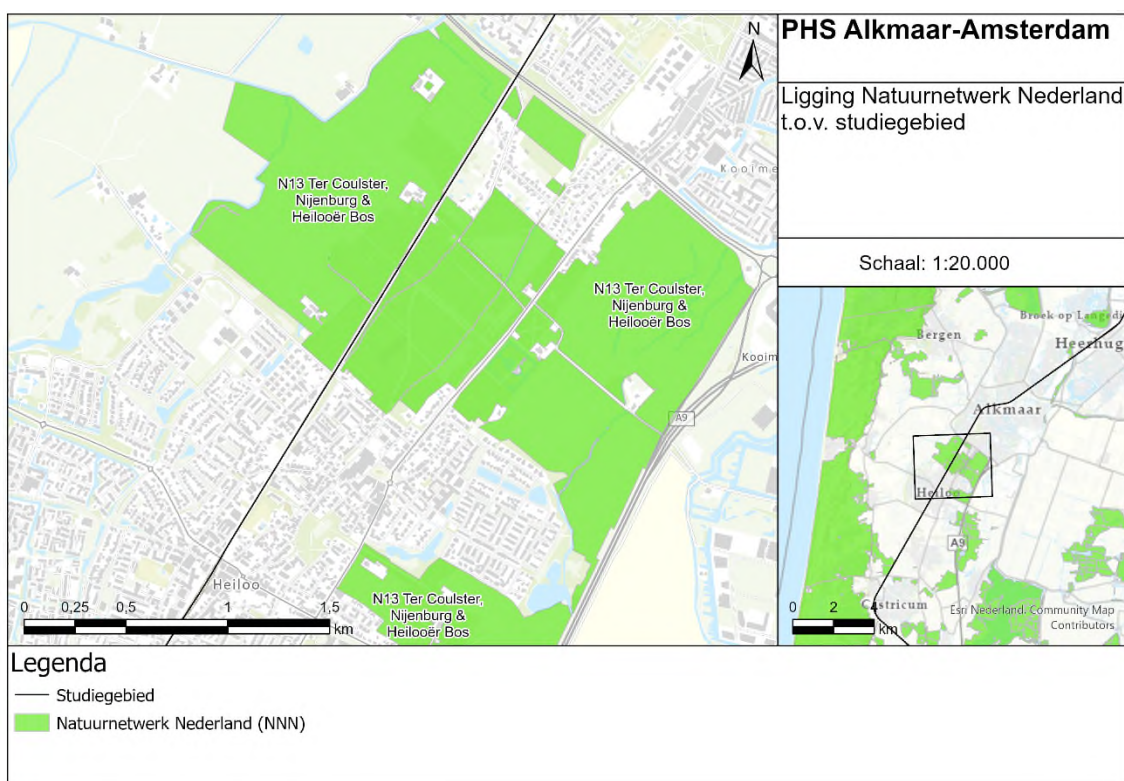 PHS Alkmaar-Amsterdam
Ligging Natuurnetwerk Nederland
t.o.v. studiegebied
Schaal: 1:20.000
N
N13 Ter Coulster,
Nijenburg &
Heilooër Bos
Kooime
N13 Ter Coulster,
Nijenburg &
Heilooër Bos
Kooim
A9
Heiloo
N13 Ter Coulster,
Nijenburg &
Heilooër Bos
0 0,25 0,5 1 1,5
km
Bergen
Broek op Langedi
Heerhug
Alkmaar
Heiloo
A9
Castricum
Esri Nederland, Community Map
Contributors
0 2 4
km
Legenda
Studiegebied
Natuurnetwerk Nederland (NNN)